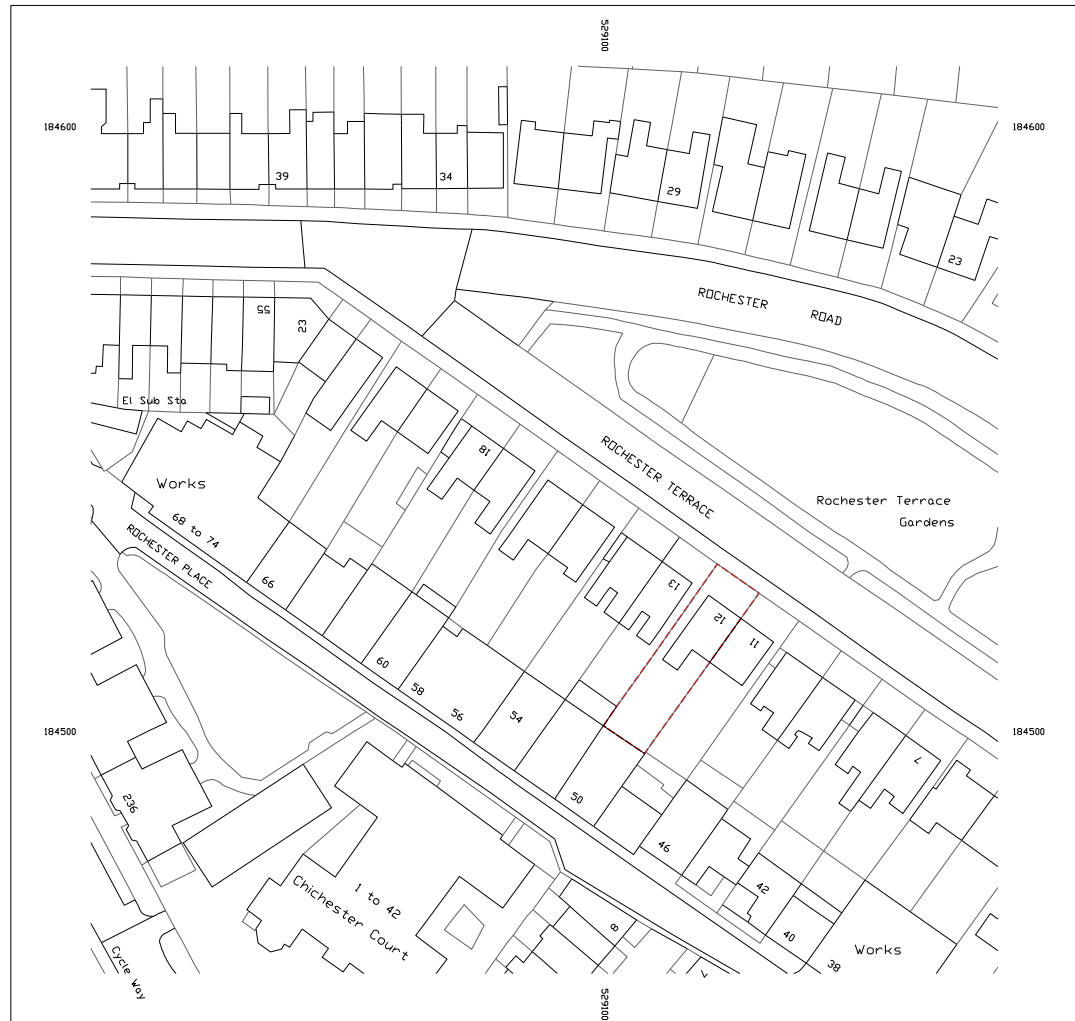 529100
184600
184600
39
34
29
23
ROCHESTER ROAD
55
23
El Sub Sta
18
ROCHESTER TERRACE
Works
Rochester Terrace
Gardens
68 to 74
ROCHESTER PLACE
66
13
12
11
60
58
56
54
184500
184500
7
50
236
46
42
1 to 42
Chichester Court
40
8
38
Works
Cycle Way
7
529100